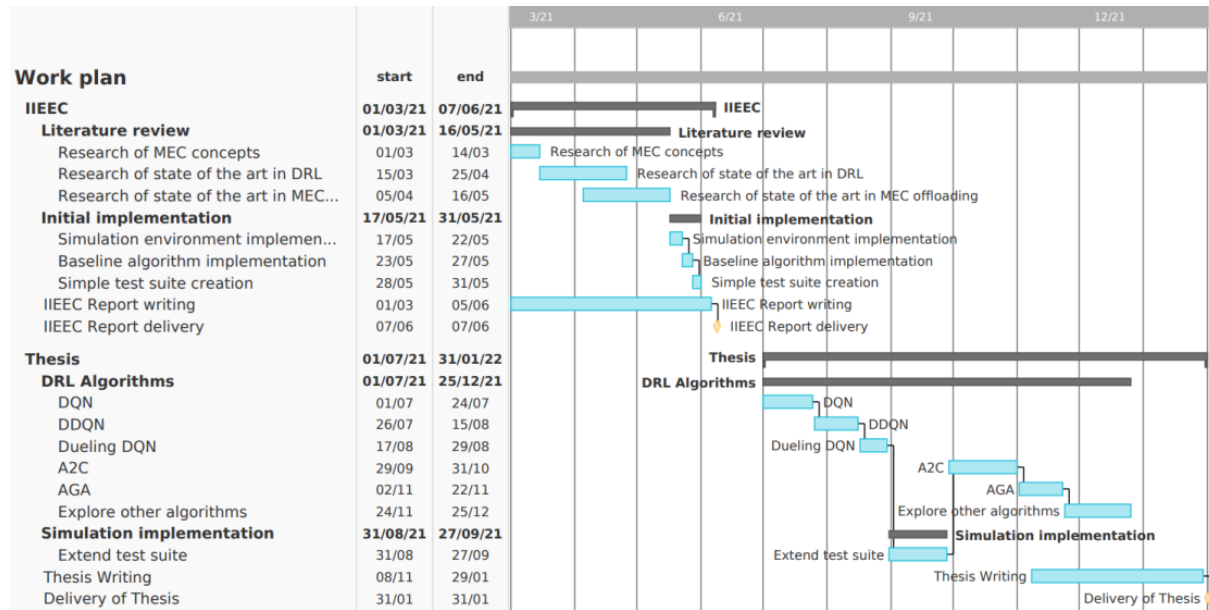 3/21 6/21 9/21 12/21
Work plan start end
IIEEC 01/03/21 07/06/21 IIEEC
Literature review 01/03/21 16/05/21 Literature review
Research of MEC concepts 01/03 14/03 Research of MEC concepts
Research of state of the art in DRL 15/03 25/04 Research of state of the art in DRL
Research of state of the art in MEC... 05/04 16/05 Research of state of the art in MEC offloading
Initial implementation 17/05/21 31/05/21 Initial implementation
Simulation environment implemen... 17/05 22/05 Simulation environment implementation
Baseline algorithm implementation 23/05 27/05 Baseline algorithm implementation
Simple test suite creation 28/05 31/05 Simple test suite creation
IIEEC Report writing 01/03 05/06 IIEEC Report writing
IIEEC Report delivery 07/06 07/06 IIEEC Report delivery
Thesis 01/07/21 31/01/22 Thesis
DRL Algorithms 01/07/21 25/12/21 DRL Algorithms
DQN 01/07 24/07 DQN
DDQN 26/07 15/08 DDQN
Dueling DQN 17/08 29/08 Dueling DQN
A2C 29/09 31/10 A2C
AGA 02/11 22/11 AGA
Explore other algorithms 24/11 25/12 Explore other algorithms
Simulation implementation 31/08/21 27/09/21 Simulation implementation
Extend test suite 31/08 27/09 Extend test suite
Thesis Writing 08/11 29/01 Thesis Writing
Delivery of Thesis 31/01 31/01 Delivery of Thesis